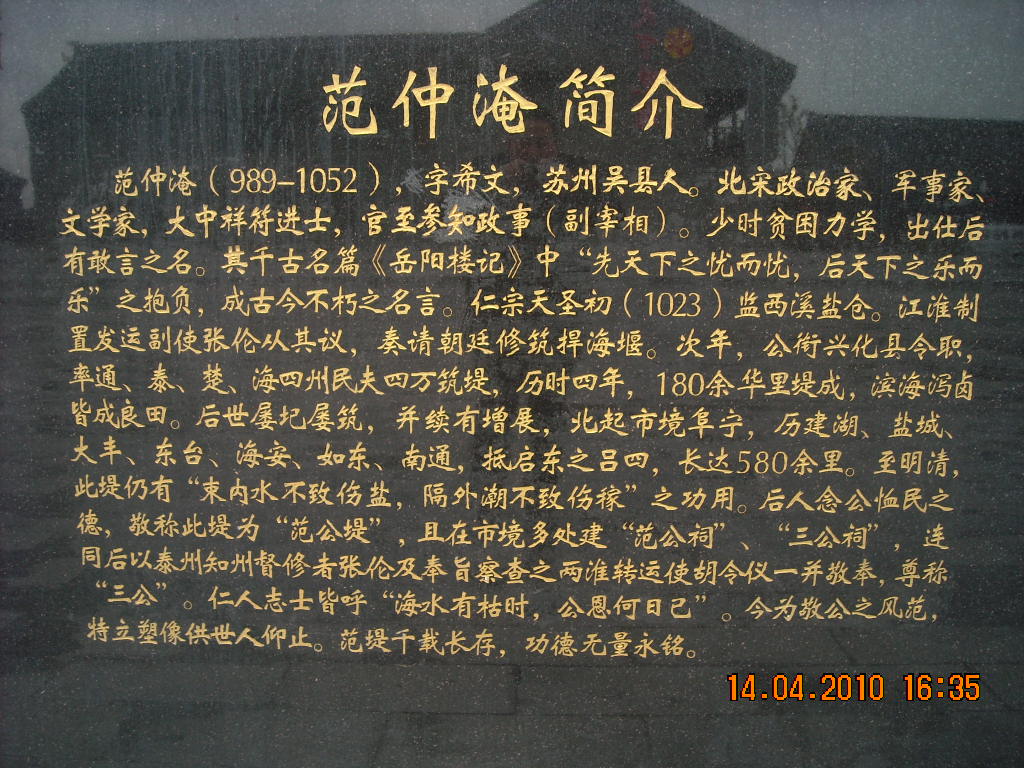 范仲淹简介
范仲淹（989-1052），字希文，苏州吴县人。北宋政治家、军事家、
文学家，大中祥符进士，官至参知政事（副宰相）。少时贫困力学，出仕后
有敢言之名。其千古名篇《岳阳楼记》中“先天下之忧而忧，后天下之乐而
乐”之抱负，成古今不朽之名言。仁宗天圣初（1023）监西溪盐仓。江淮制
置发运副使张伦从其议，奏请朝廷修筑捍海堰。次年，公衔兴化县令职，
率通、泰、楚、海四州民夫四万筑堤，历时四年，180余华里堤成，滨海泻卤
皆成良田。后世屡圮屡筑，并续有增展，北起市境阜宁，历建湖、盐城、
大丰、东台、海安、如东、南通，抵启东之吕四，长达580余里。至明清，
此堤仍有“束内水不致伤盐，隔外潮不致伤稼”之功用。后人念公恤民之
德，敬称此堤为“范公堤”，且在市境多处建“范公祠”、“三公祠”，连
同后以泰州知州督修者张伦及奉旨察查之两淮转运使胡令仪一并敬奉，尊称
“三公”。仁人志士皆呼“海水有枯时，公恩何日已”。今为敬公之风范，
特立塑像供世人仰止。范堤千载长存，功德无量永铭。
14.04.2010 16:35